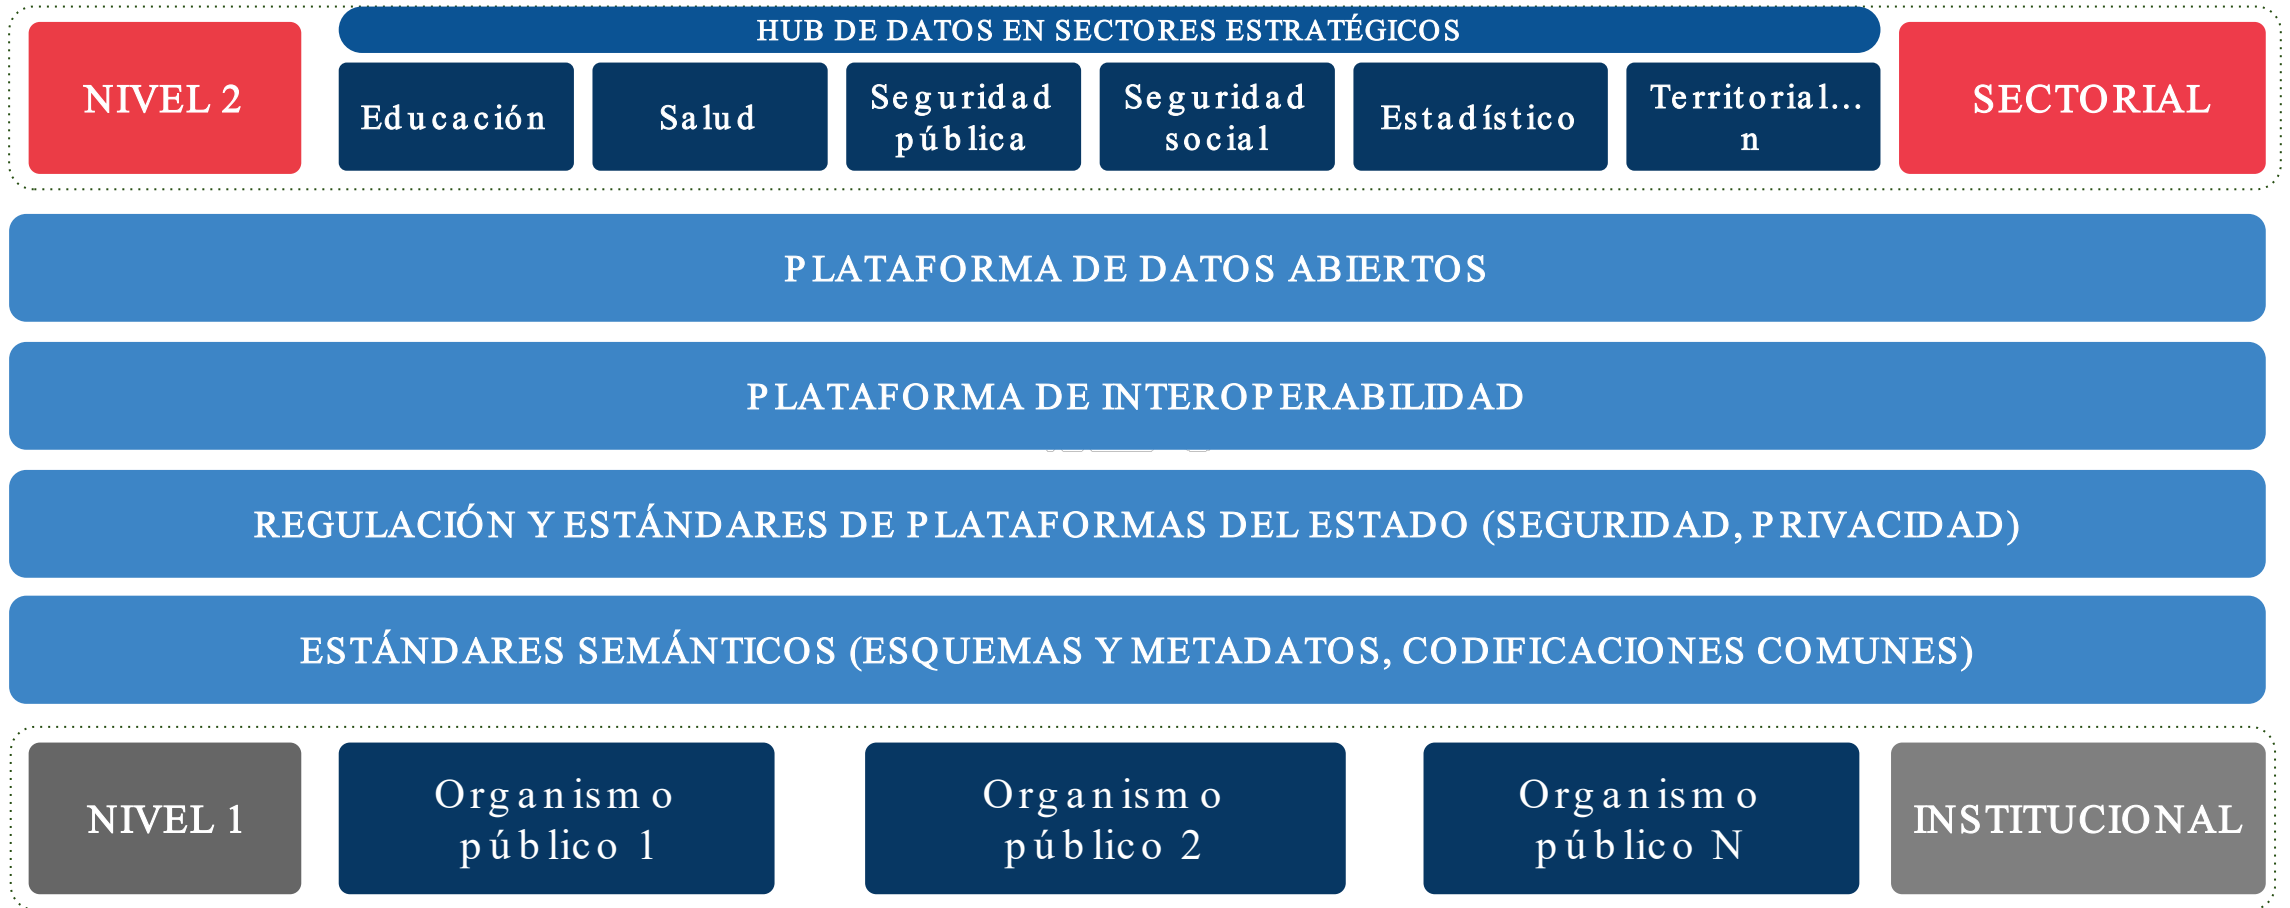 HUB DE DATOS EN SECTORES ESTRATÉGICOS
NIVEL 2
Educación
Salud
Seguridad
pública
Seguridad
social
Estadístico
Territorial...
n
SECTORIAL
PLATAFORMA DE DATOS ABIERTOS
PLATAFORMA DE INTEROPERABILIDAD
REGULACIÓN Y ESTÁNDARES DE PLATAFORMAS DEL ESTADO (SEGURIDAD, PRIVACIDAD)
ESTÁNDARES SEMÁNTICOS (ESQUEMAS Y METADATOS, CODIFICACIONES COMUNES)
NIVEL 1
Organismo
público 1
Organismo
público 2
Organismo
público N
INSTITUCIONAL